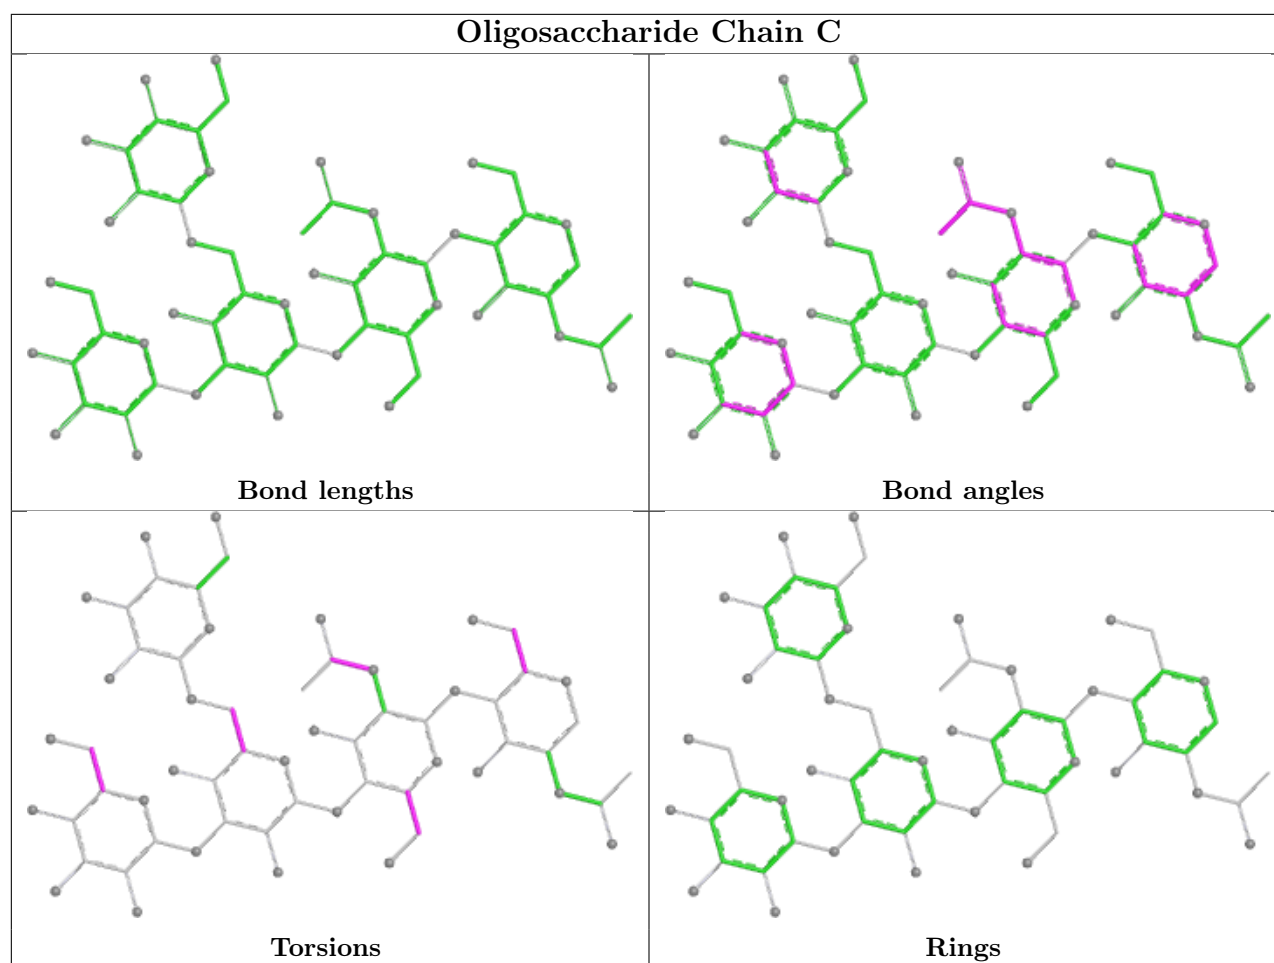 Oligosaccharide Chain C
Bond lengths
Bond angles
Torsions
Rings